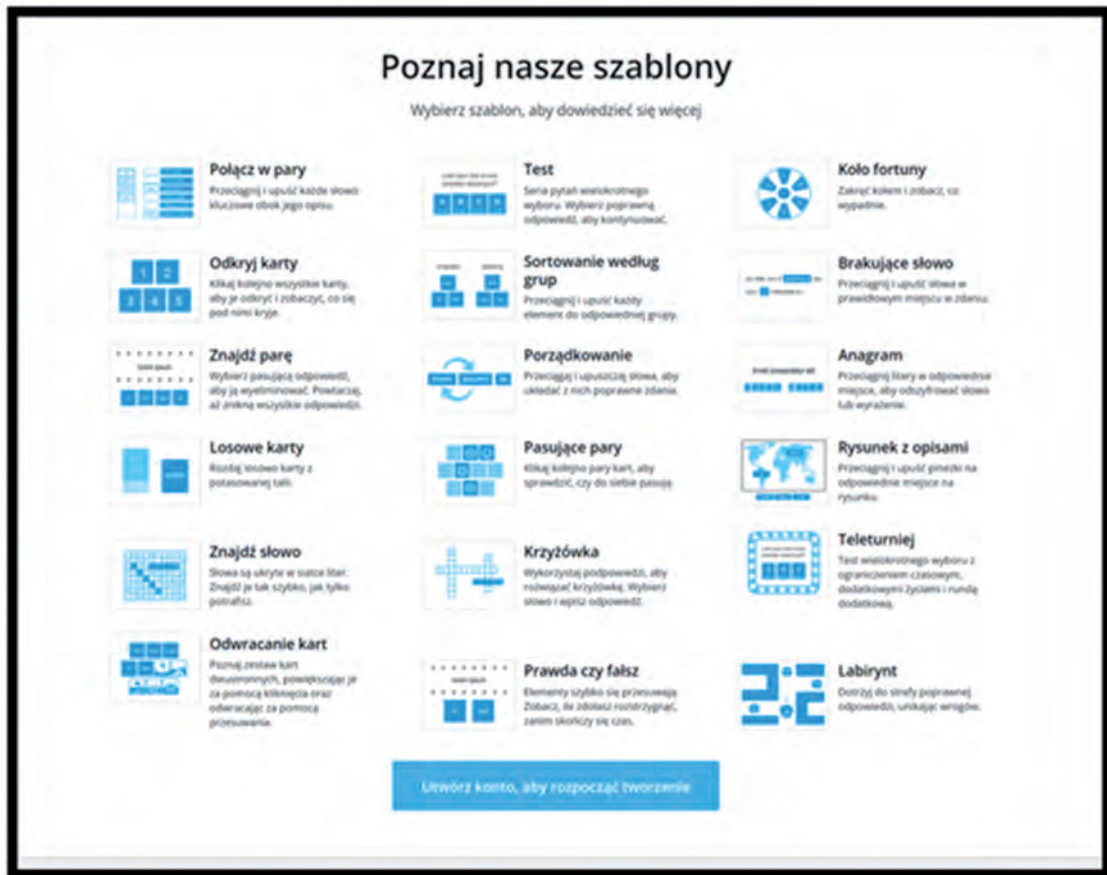 Poznaj nasze szablony
Wybierz szablon, aby dowiedzieć się więcej
Połącz w pary
Przeciągnij i upuść każde słowo
kluczowe obok jego opisu.
Test
Seria pytań wielokrotnego
wyboru. Wybierz poprawną
odpowiedź, aby kontynuować.
Koło fortuny
Zakręć kołem i zobacz, co
wypadnie.
Odkryj karty
Klikaj kolejno wszystkie karty,
aby je odkryć i zobaczyć, co się
pod nimi kryje.
1 2
3 4 5
Sortowanie według
grup
Przeciągnij i upuść każdy
element do odpowiedniej grupy.
Brakujące słowo
Przeciągnij i upuść słowa w
prawidłowym miejscu w zdaniu.
Znajdź parę
Wybierz pasującą odpowiedź,
aby ją wyeliminować. Powtarzaj,
aż znikną wszystkie odpowiedzi.
Porządkowanie
Przeciągaj i upuszczaj słowa, aby
układać z nich poprawne zdania.
Anagram
Przeciągnij litery w odpowiednie
miejsce, aby odszyfrować słowo
lub wyrażenie.
Losowe karty
Rozdaj losowo karty z
potasowanej talii.
Pasujące pary
Klikaj kolejno pary kart, aby
sprawdzić, czy do siebie pasują.
Rysunek z opisami
Przeciągnij i upuść pinezki na
odpowiednie miejsce na
rysunku.
Znajdź słowo
Słowa są ukryte w siatce liter.
Znajdź je tak szybko, jak tylko
potrafisz.
Krzyżówka
Wykorzystaj podpowiedzi, aby
rozwiązać krzyżówkę. Wybierz
słowo i wpisz odpowiedź.
Teleturniej
Test wielokrotnego wyboru z
ograniczeniem czasowym,
dodatkowymi życiami i rundą
dodatkową.
Odwracanie kart
Poznaj zestaw kart
dwustronnych, powiększając je
za pomocą kliknięcia oraz
odwracając za pomocą
przesuwania.
Prawda czy fałsz
Elementy szybko się przesuwają.
Zobacz, ile zdołasz rozstrzygnąć,
zanim skończy się czas.
Labirynt
Dotrzyj do strefy poprawnej
odpowiedzi, unikając wrogów.
Utwórz konto, aby rozpocząć tworzenie